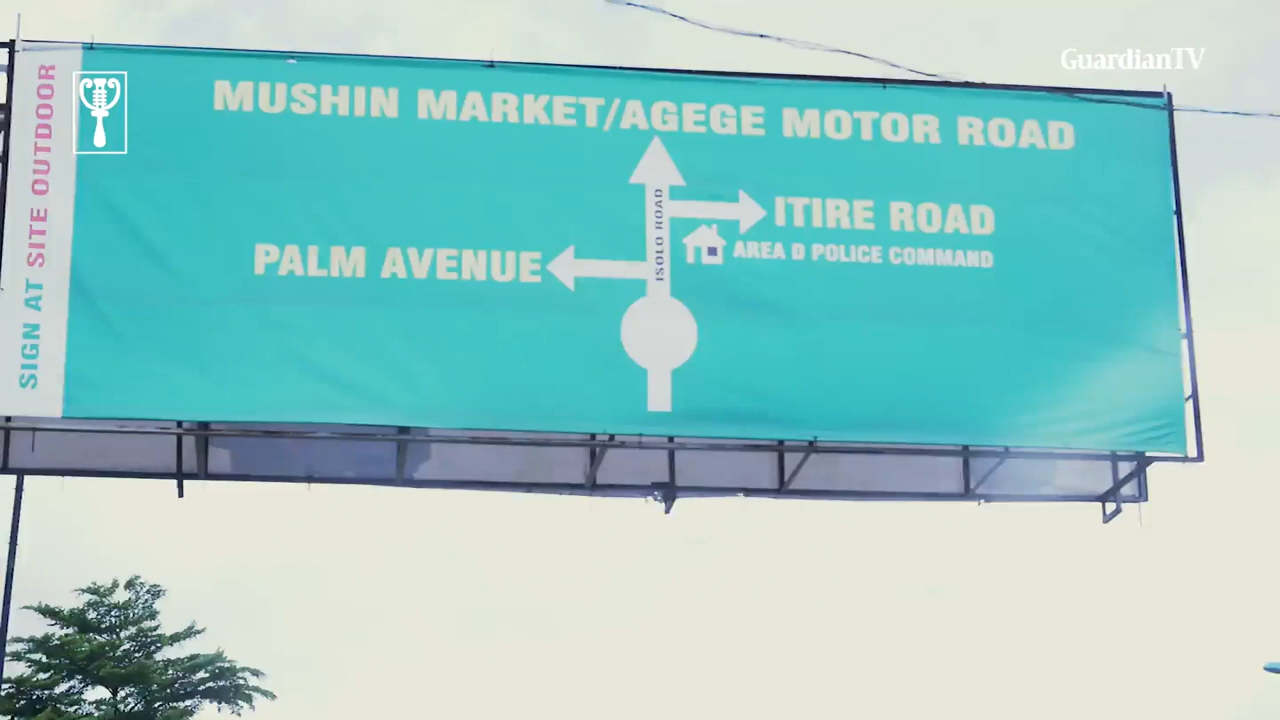 GuardianTV
SIGN AT SITE OUTDOOR
MUSHIN MARKET/AGEGE MOTOR ROAD
ISOLO ROAD
ITIRE ROAD
AREA D POLICE COMMAND
PALM AVENUE